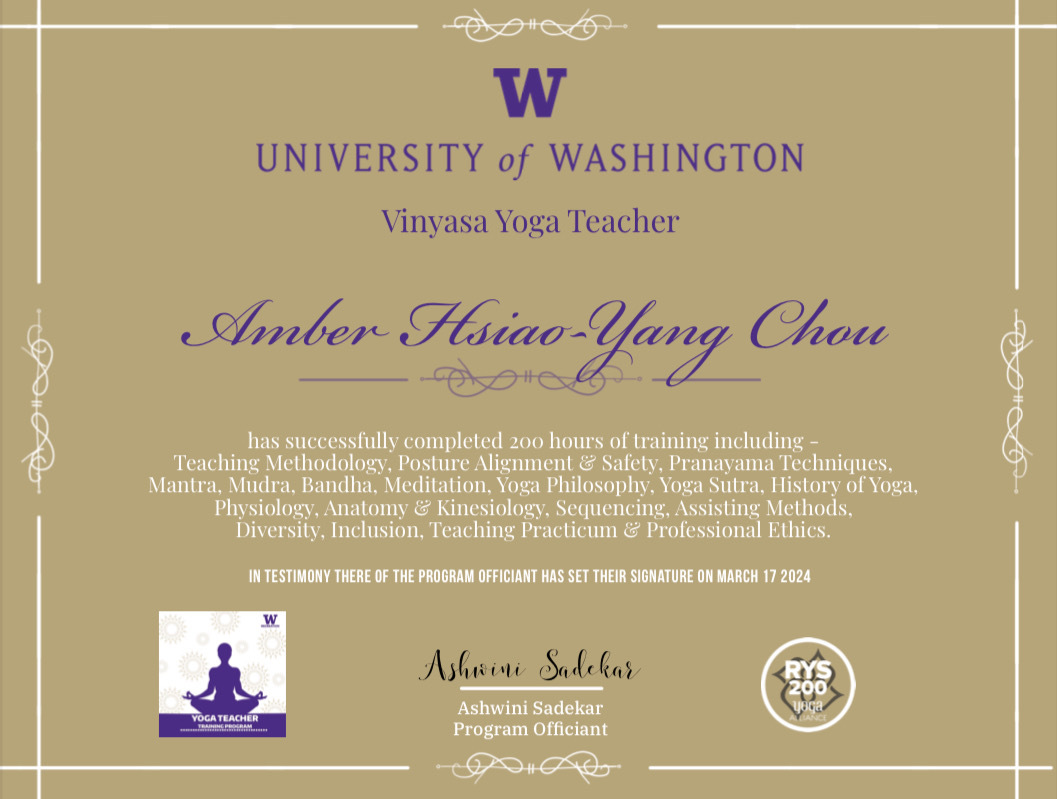 W
UNIVERSITY of WASHINGTON
Vinyasa Yoga Teacher
Amber Hsiao-Yang Chou
has successfully completed 200 hours of training including -
Teaching Methodology, Posture Alignment & Safety, Pranayama Techniques,
Mantra, Mudra, Bandha, Meditation, Yoga Philosophy, Yoga Sutra, History of Yoga,
Physiology, Anatomy & Kinesiology, Sequencing, Assisting Methods,
Diversity, Inclusion, Teaching Practicum & Professional Ethics.
IN TESTIMONY THERE OF THE PROGRAM OFFICIANT HAS SET THEIR SIGNATURE ON MARCH 17 2024
W
YOGA TEACHER
TRAINING PROGRAM
Ashwini Sadekar
Ashwini Sadekar
Program Officiant
RYS
200
yoga
ALLIANCE